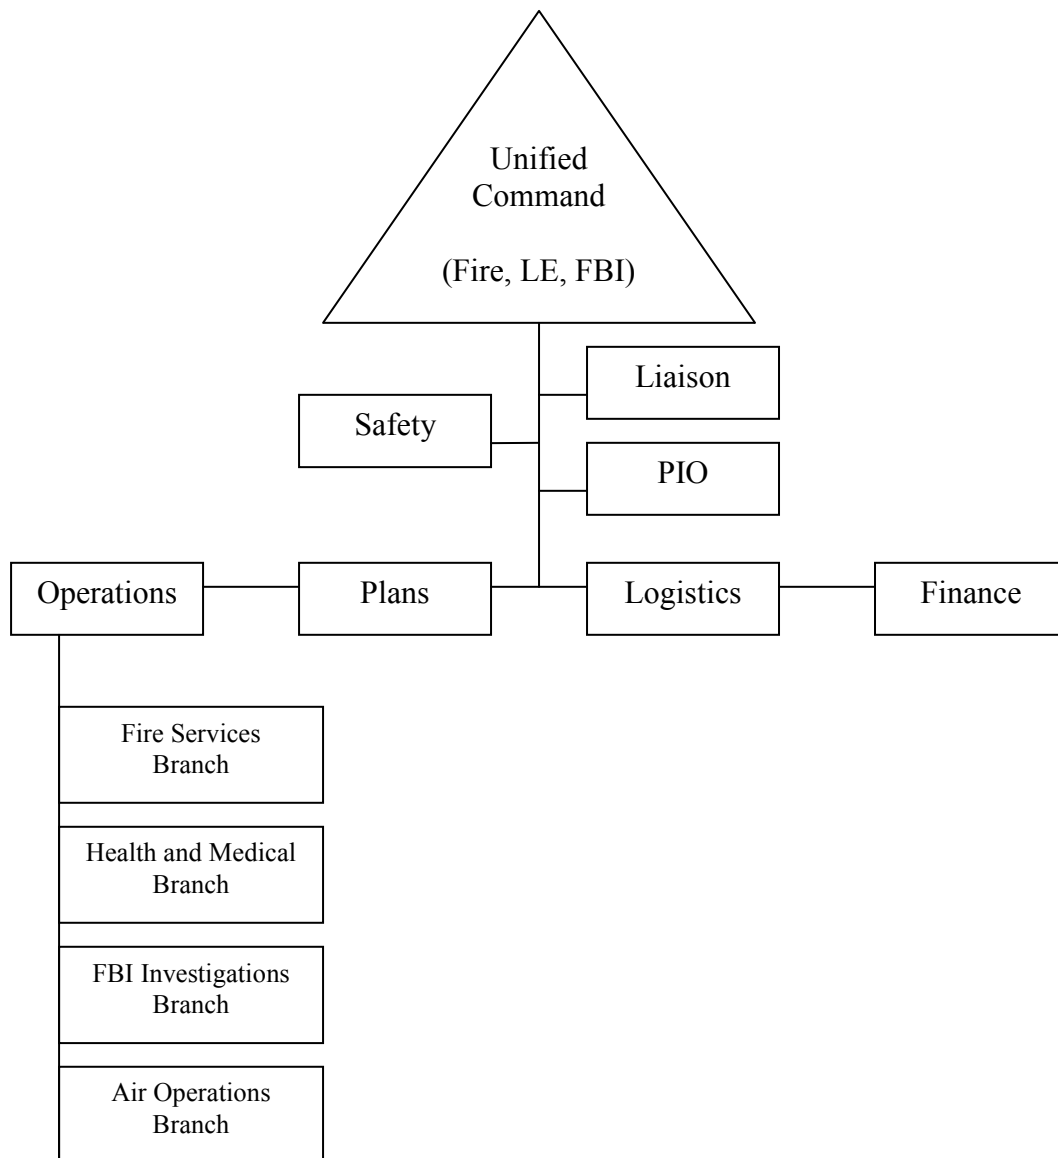 Unified
Command
(Fire, LE, FBI)
Liaison
Safety
PIO
Operations
Plans
Logistics
Finance
Fire Services
Branch
Health and Medical
Branch
FBI Investigations
Branch
Air Operations
Branch